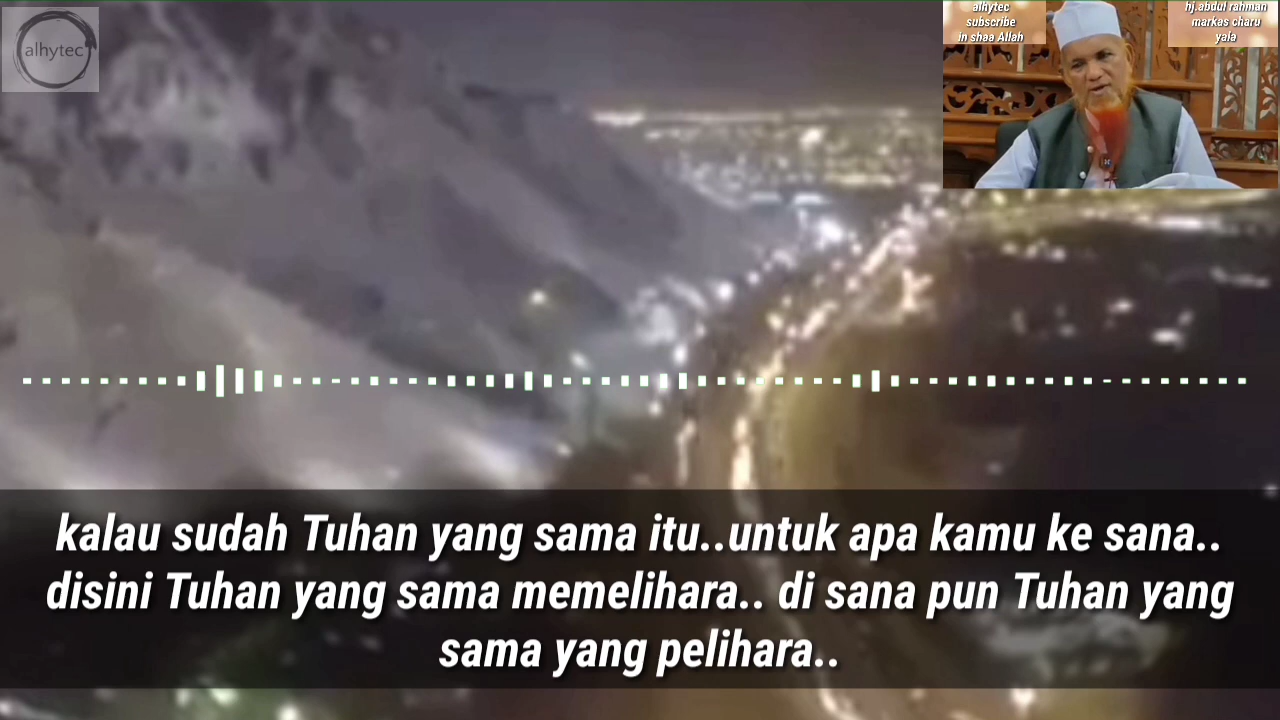 alhytec
alhytec
subscribe
in shaa Allah
hj.abdul rahman
markas charu
yala
kalau sudah Tuhan yang sama itu..untuk apa kamu ke sana..
disini Tuhan yang sama memelihara.. di sana pun Tuhan yang
sama yang pelihara..